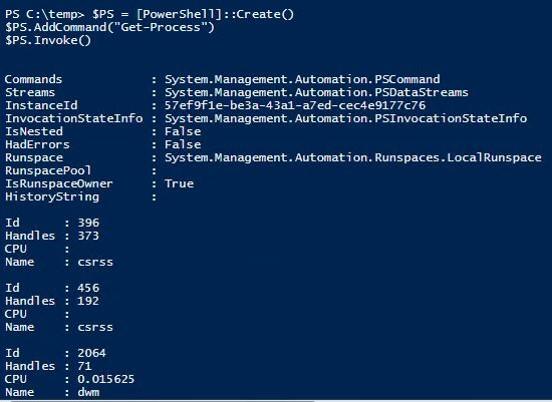 PS C:\temp> $PS = [PowerShell]::Create()
$PS.AddCommand("Get-Process")
$PS.Invoke()
Commands : System.Management.Automation.PSCommand
Streams : System.Management.Automation.PSDataStreams
InstanceId : 57ef9f1e-be3a-43a1-a7ed-cec4e9177c76
InvocationStateInfo : System.Management.Automation.PSInvocationStateInfo
IsNested : False
HadErrors : False
Runspace : System.Management.Automation.Runspaces.LocalRunspace
RunspacePool :
IsRunspaceOwner : True
HistoryString :
Id : 396
Handles : 373
CPU :
Name : csrss
Id : 456
Handles : 192
CPU :
Name : csrss
Id : 2064
Handles : 71
CPU : 0.015625
Name : dwm